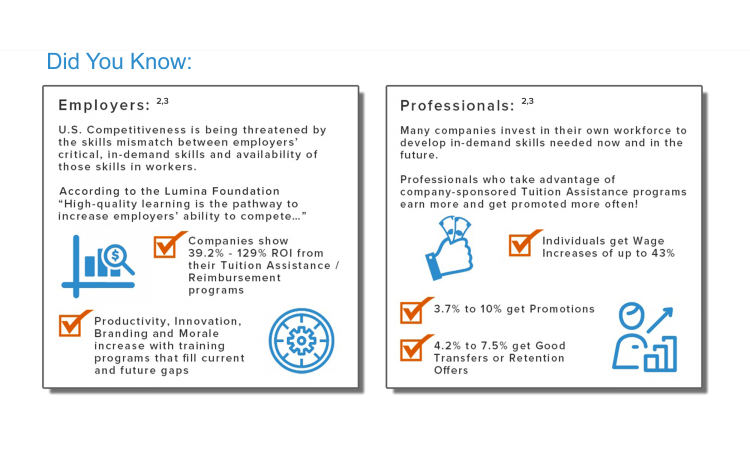 Did You Know:
Employers: 2,3
U.S. Competitiveness is being threatened by
the skills mismatch between employers’
critical, in-demand skills and availability of
those skills in workers.
According to the Lumina Foundation
“High-quality learning is the pathway to
increase employers’ ability to compete…”
$
Companies show
39.2% - 129% ROI from
their Tuition Assistance /
Reimbursement
programs
Productivity, Innovation,
Branding and Morale
increase with training
programs that fill current
and future gaps
Professionals: 2,3
Many companies invest in their own workforce to
develop in-demand skills needed now and in the
future.
Professionals who take advantage of
company-sponsored Tuition Assistance programs
earn more and get promoted more often!
Individuals get Wage
Increases of up to 43%
3.7% to 10% get Promotions
4.2% to 7.5% get Good
Transfers or Retention
Offers